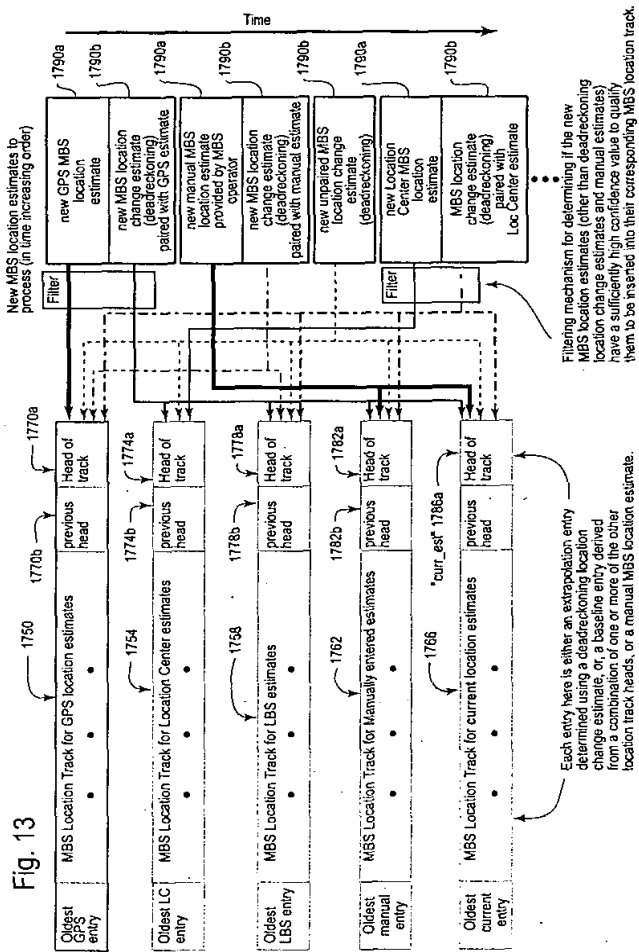 Fig. 13
New MBS location estimates to
process (in time increasing order)
Time
1790a
1790b
1790a
1790b
1790b
1790a
1790b
new GPS MBS
location
estimate
new MBS location
change estimate
(deadreckoning)
paired with GPS estimate
new manual MBS
location estimate
provided by MBS
operator
new MBS location
change estimate
(deadreckoning)
paired with manual estimate
new unpaired MBS
location change
estimate
(deadreckoning)
new Location
Center MBS
location
estimate
MBS location
change estimate
(deadreckoning)
paired with
Loc Center estimate
Filter
Filter
Filtering mechanism for determining if the new
MBS location estimates (other than deadreckoning
location change estimates and manual estimates)
have a sufficiently high confidence value to qualify
them to be inserted into their corresponding MBS location track.
1750
1770b
1770a
Oldest
GPS
entry
MBS Location Track for GPS location estimates
previous
head
Head of
track
1754
1774b
1774a
Oldest LC
entry
MBS Location Track for Location Center estimates
previous
head
Head of
track
1758
1778b
1778a
Oldest
LBS entry
MBS Location Track for LBS estimates
previous
head
Head of
track
1762
1782b
1782a
Oldest
manual
entry
MBS Location Track for Manually entered estimates
previous
head
Head of
track
1766
"curr_est" 1786a
Oldest
current
entry
MBS Location Track for current location estimates
previous
head
Head of
track
Each entry here is either an extrapolation entry
determined using a deadreckoning location
change estimate, or, a baseline entry derived
from a combination of one or more of the other
location track heads, or a manual MBS location estimate.